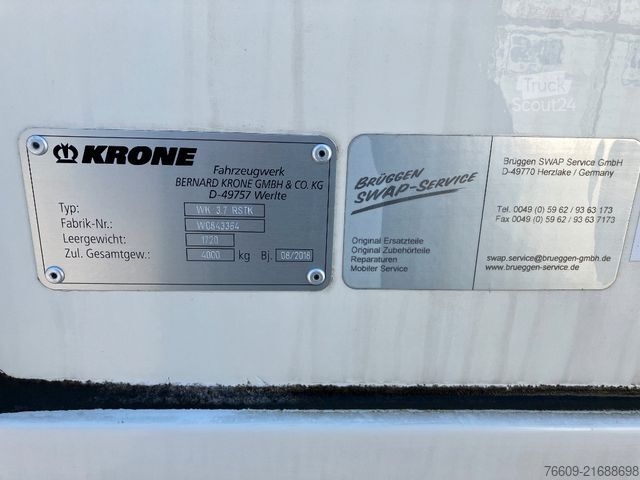 KRONE
Fahrzeugwerk
BERNARD KRONE GMBH & CO. KG
D-49757 Werlte
Typ: WK 3,7 RSTK
Fabrik-Nr.: WC843364
Leergewicht: 1720
Zul. Gesamtgew.: 4000 kg Bj. 08/2018
BRÜGGEN
SWAP-SERVICE
Original Ersatzteile
Original Zubehörteile
Reparaturen
Mobiler Service
Brüggen SWAP Service GmbH
D-49770 Herzlake / Germany
Tel. 0049 (0) 59 62 / 93 63 173
Fax 0049 (0) 59 62 / 93 63 7173
swap.service@brueggen-gmbh.de
www.brueggen-service.de
Truck
Scout24
76609-21688698